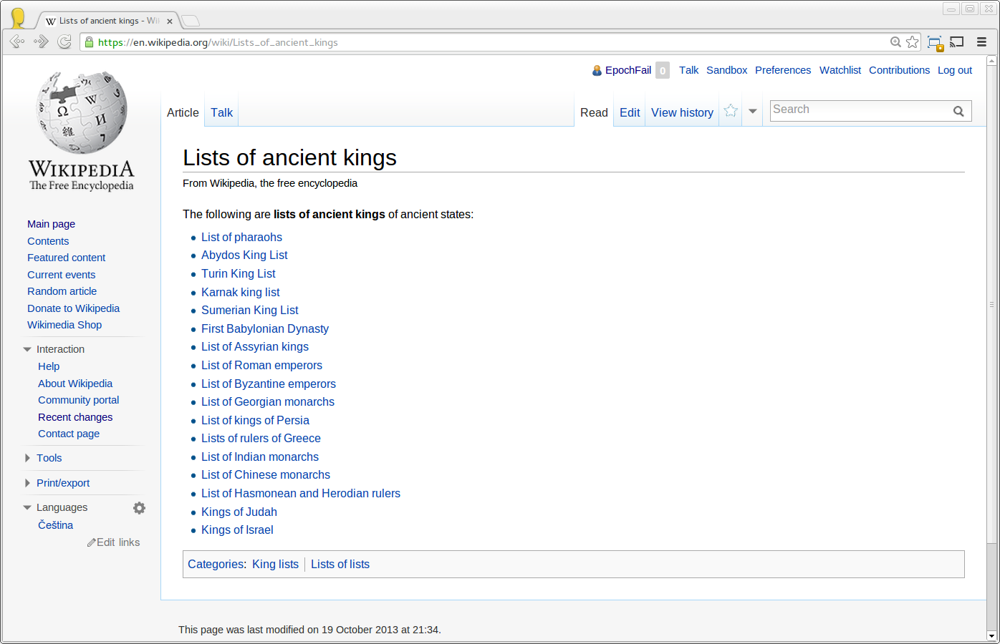 Lists of ancient kings - Wi
https://en.wikipedia.org/wiki/Lists_of_ancient_kings
EpochFail 0 Talk Sandbox Preferences Watchlist Contributions Log out
Article Talk Read Edit View history Search
WIKIPEDIA
The Free Encyclopedia
Main page
Contents
Featured content
Current events
Random article
Donate to Wikipedia
Wikimedia Shop
Interaction
Help
About Wikipedia
Community portal
Recent changes
Contact page
Tools
Print/export
Languages
Čeština
Edit links
Lists of ancient kings
From Wikipedia, the free encyclopedia
The following are lists of ancient kings of ancient states:
List of pharaohs
Abydos King List
Turin King List
Karnak king list
Sumerian King List
First Babylonian Dynasty
List of Assyrian kings
List of Roman emperors
List of Byzantine emperors
List of Georgian monarchs
List of kings of Persia
Lists of rulers of Greece
List of Indian monarchs
List of Chinese monarchs
List of Hasmonean and Herodian rulers
Kings of Judah
Kings of Israel
Categories: King lists | Lists of lists
This page was last modified on 19 October 2013 at 21:34.